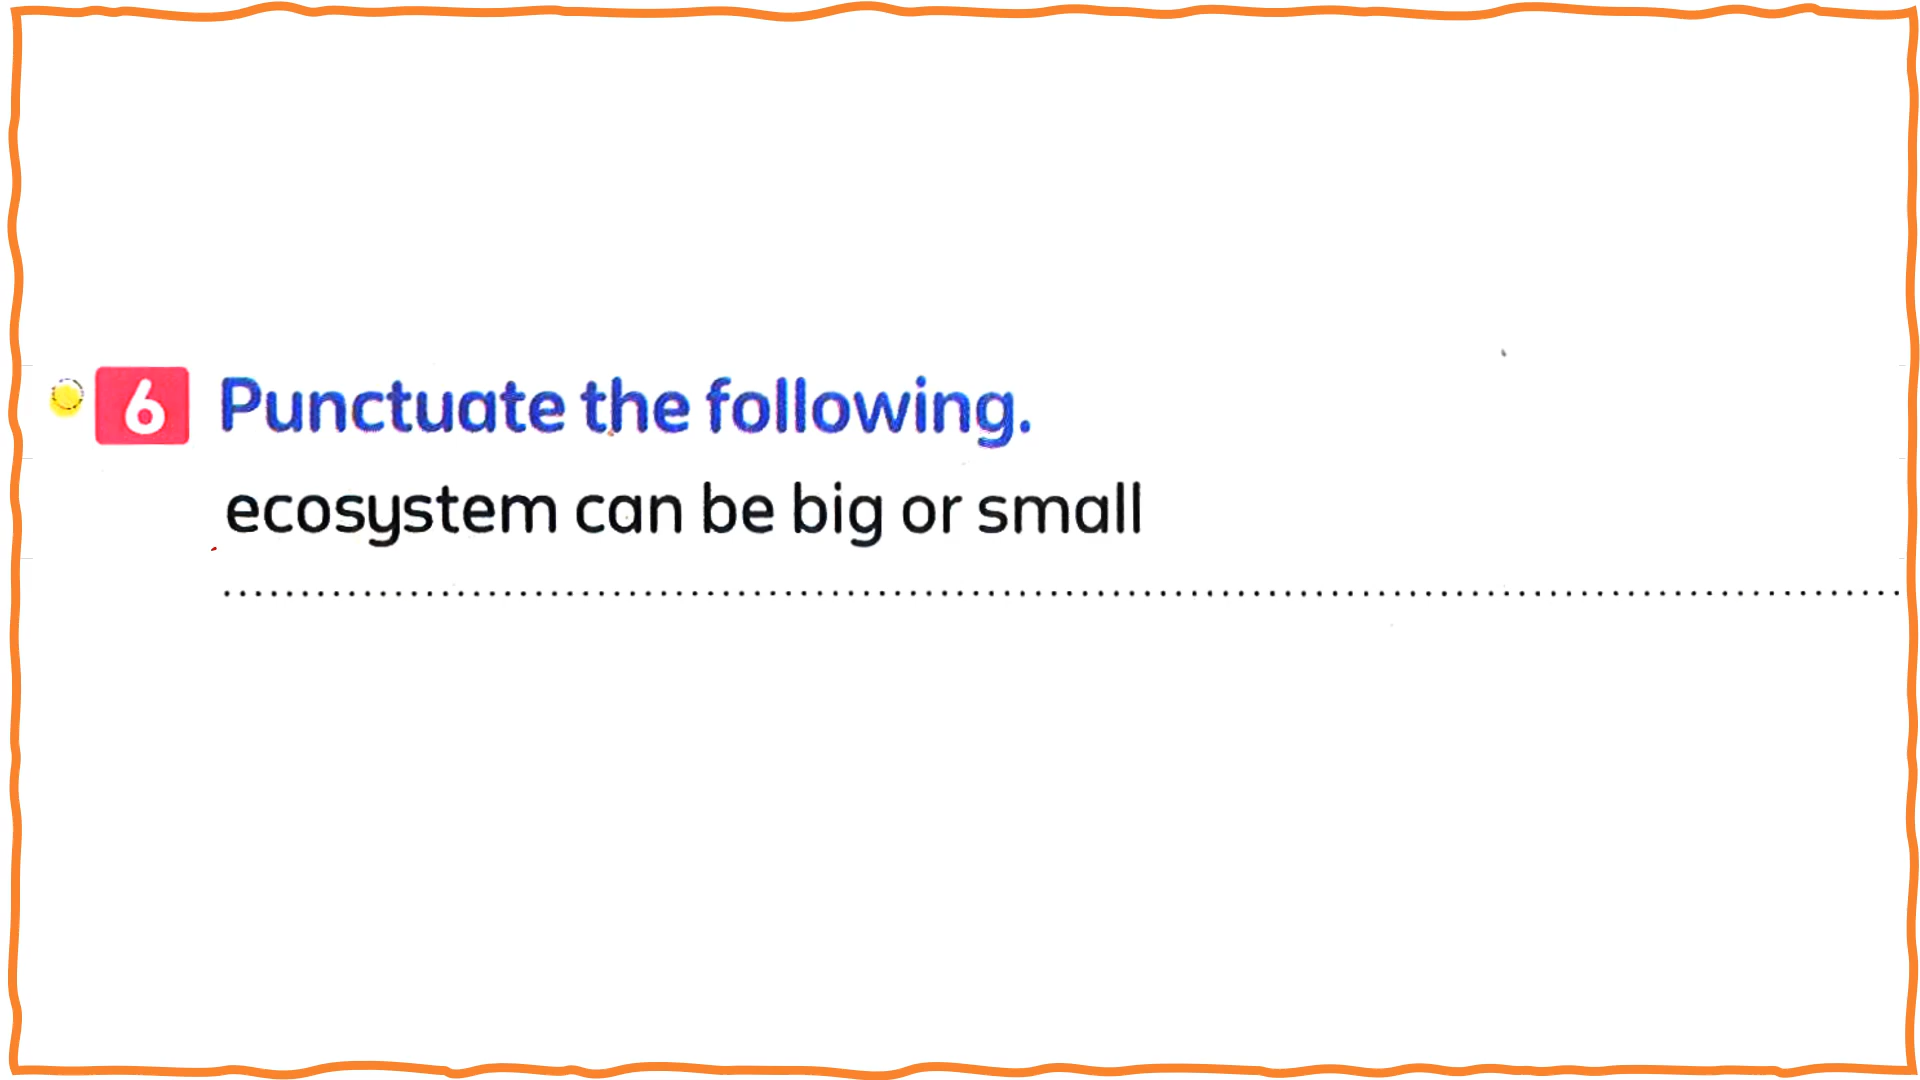 6 Punctuate the following.
ecosystem can be big or small